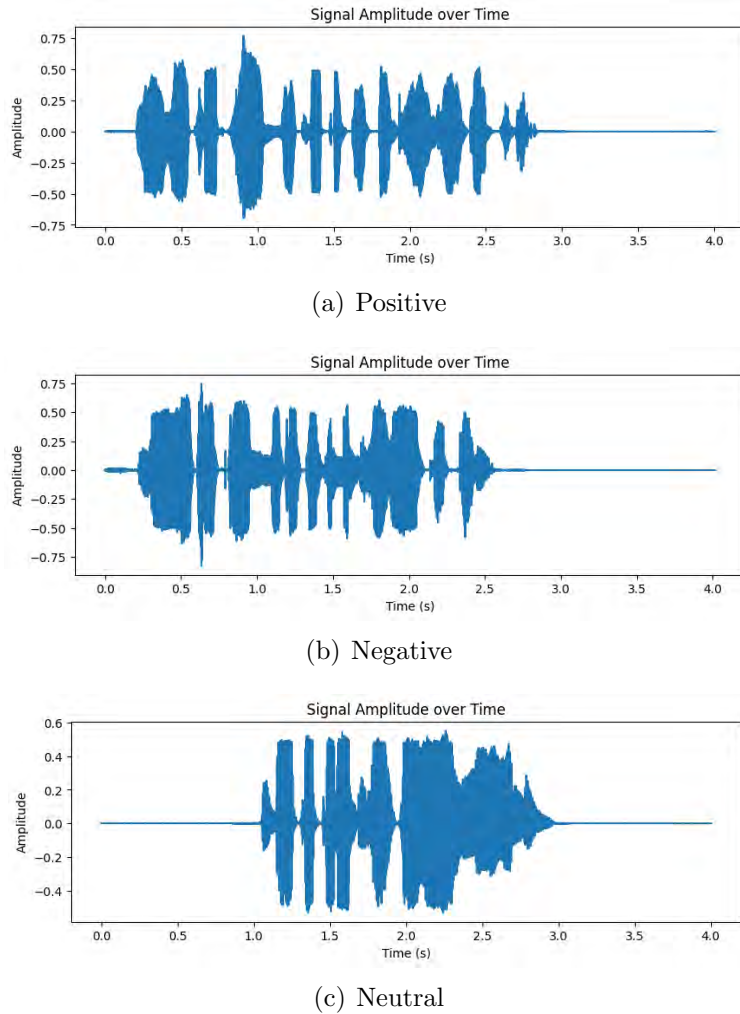 Signal Amplitude over Time
0.75
0.50
0.25
0.00
−0.25
−0.50
−0.75
Amplitude
0.0 0.5 1.0 1.5 2.0 2.5 3.0 3.5 4.0
Time (s)
(a) Positive
Signal Amplitude over Time
0.75
0.50
0.25
0.00
−0.25
−0.50
−0.75
Amplitude
0.0 0.5 1.0 1.5 2.0 2.5 3.0 3.5 4.0
Time (s)
(b) Negative
Signal Amplitude over Time
0.6
0.4
0.2
0.0
−0.2
−0.4
Amplitude
0.0 0.5 1.0 1.5 2.0 2.5 3.0 3.5 4.0
Time (s)
(c) Neutral